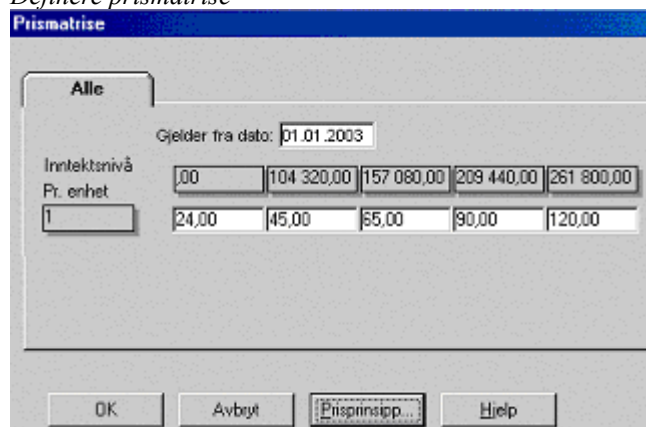 Definere prismatrise
Prismatrise
Alle
Gjelder fra dato: 01.01.2003
Inntektsnivå ,00 104 320,00 157 080,00 209 440,00 261 800,00
Pr. enhet
1 24,00 45,00 65,00 90,00 120,00
OK Avbryt Prisprinsipp... Hjelp